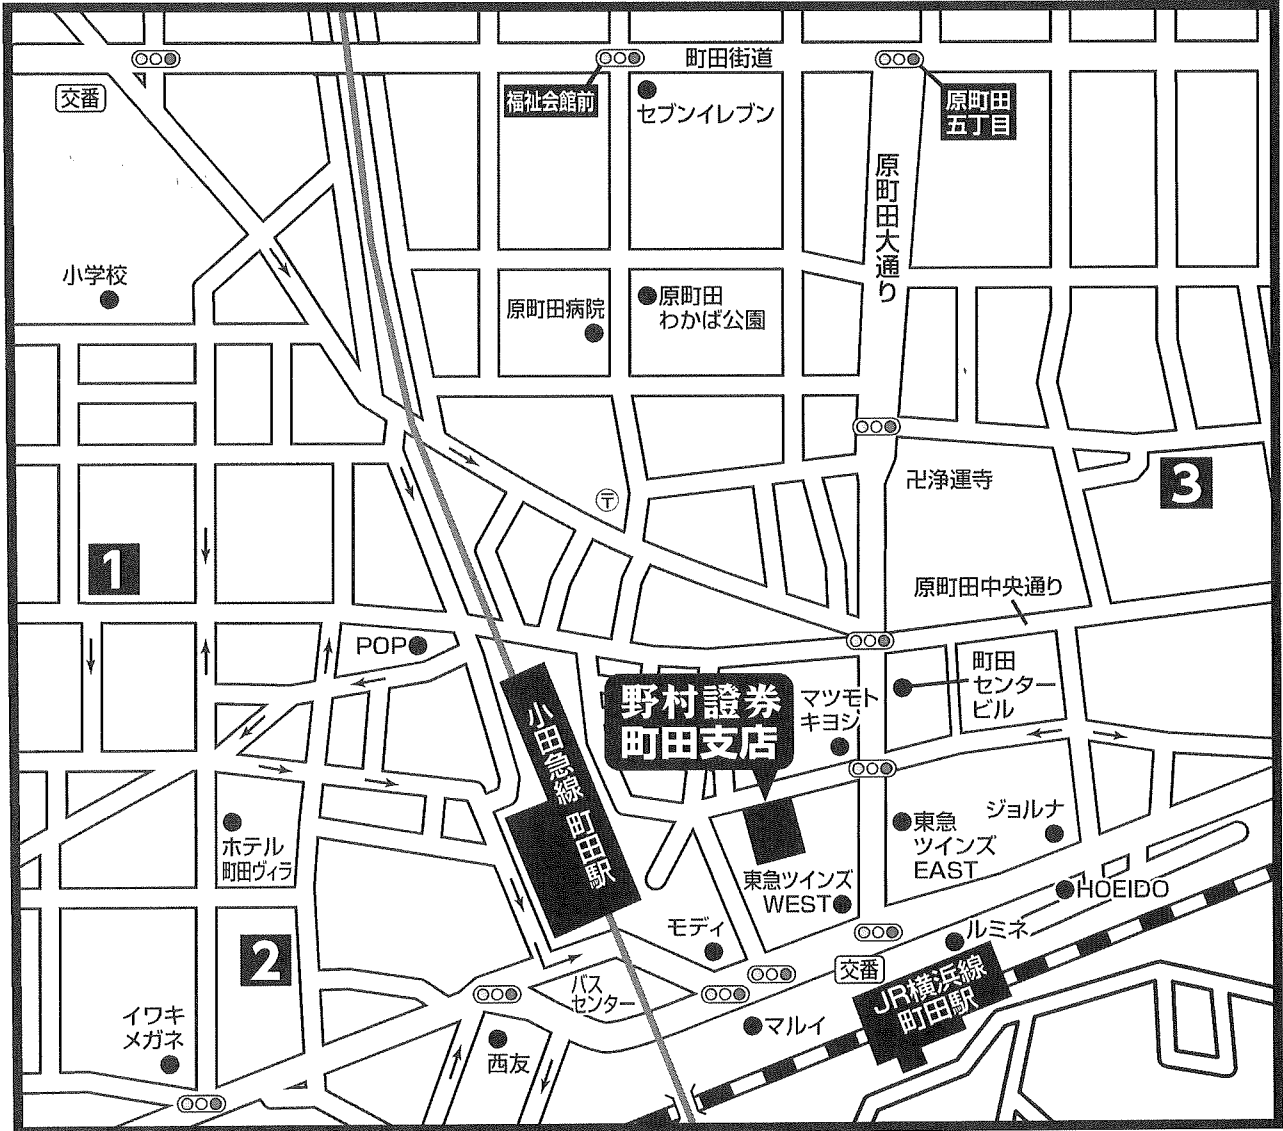 町田街道
交番
福祉会館前
セブンイレブン
原町田
五丁目
原町田大通り
小学校
原町田病院
原町田
わかば公園
〒
卍浄運寺
3
1
原町田中央通り
POP
町田
センター
ビル
野村證券
町田支店
マツモト
キヨシ
小田急線 町田駅
ホテル
町田ヴィラ
東急
ツインズ
EAST
ジョルナ
東急ツインズ
WEST
HOEIDO
モディ
ルミネ
2
交番
JR横浜線
町田駅
バス
センター
イワキ
メガネ
西友
マルイ